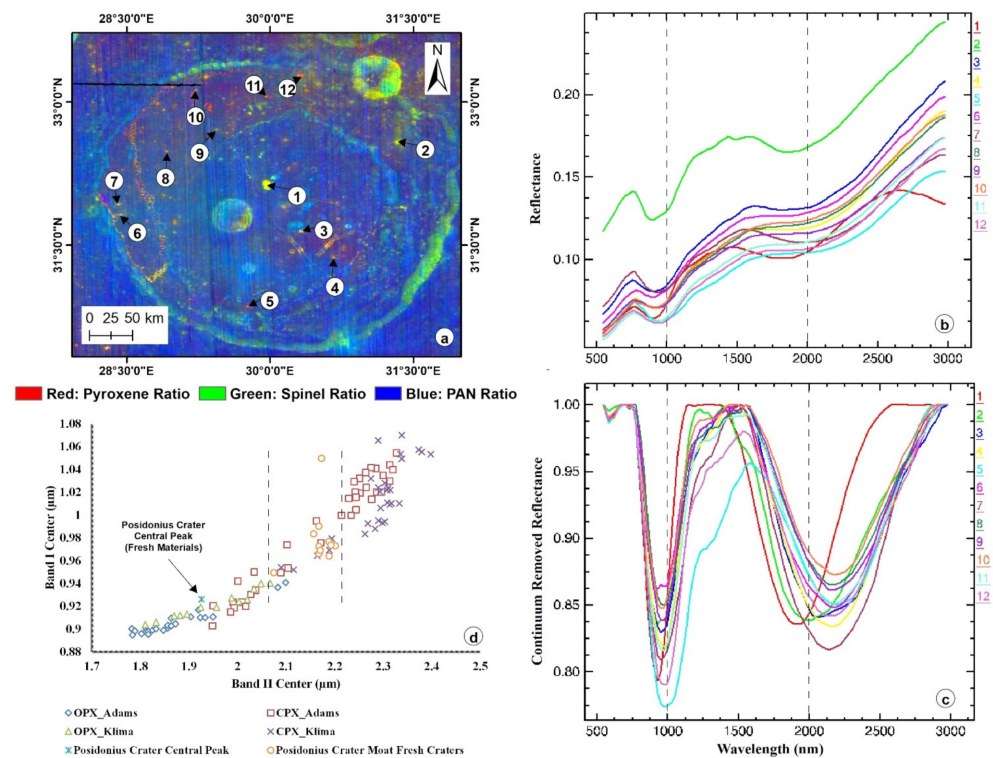 28°30'0"E 30°0'0"E 31°30'0"E
33°0'0"N
31°30'0"N
N
1
2
3
4
5
6
7
8
9
10
11
12
0 25 50 km
a
33°0'0"N
31°30'0"N
28°30'0"E 30°0'0"E 31°30'0"E
Red: Pyroxene Ratio Green: Spinel Ratio Blue: PAN Ratio
Reflectance
0.20
0.15
0.10
500 1000 1500 2000 2500 3000
b
1
2
3
4
5
6
7
8
9
10
11
12
Continuum Removed Reflectance
1.00
0.95
0.90
0.85
0.80
500 1000 1500 2000 2500 3000
Wavelength (nm)
c
1
2
3
4
5
6
7
8
9
10
11
12
Band I Center (µm)
1.08
1.06
1.04
1.02
1
0.98
0.96
0.94
0.92
0.9
0.88
Posidonius Crater
Central Peak
(Fresh Materials)
d
1.7 1.8 1.9 2 2.1 2.2 2.3 2.4 2.5
Band II Center (µm)
OPX_Adams CPX_Adams
OPX_Klima CPX_Klima
Posidonius Crater Central Peak Posidonius Crater Moat Fresh Craters